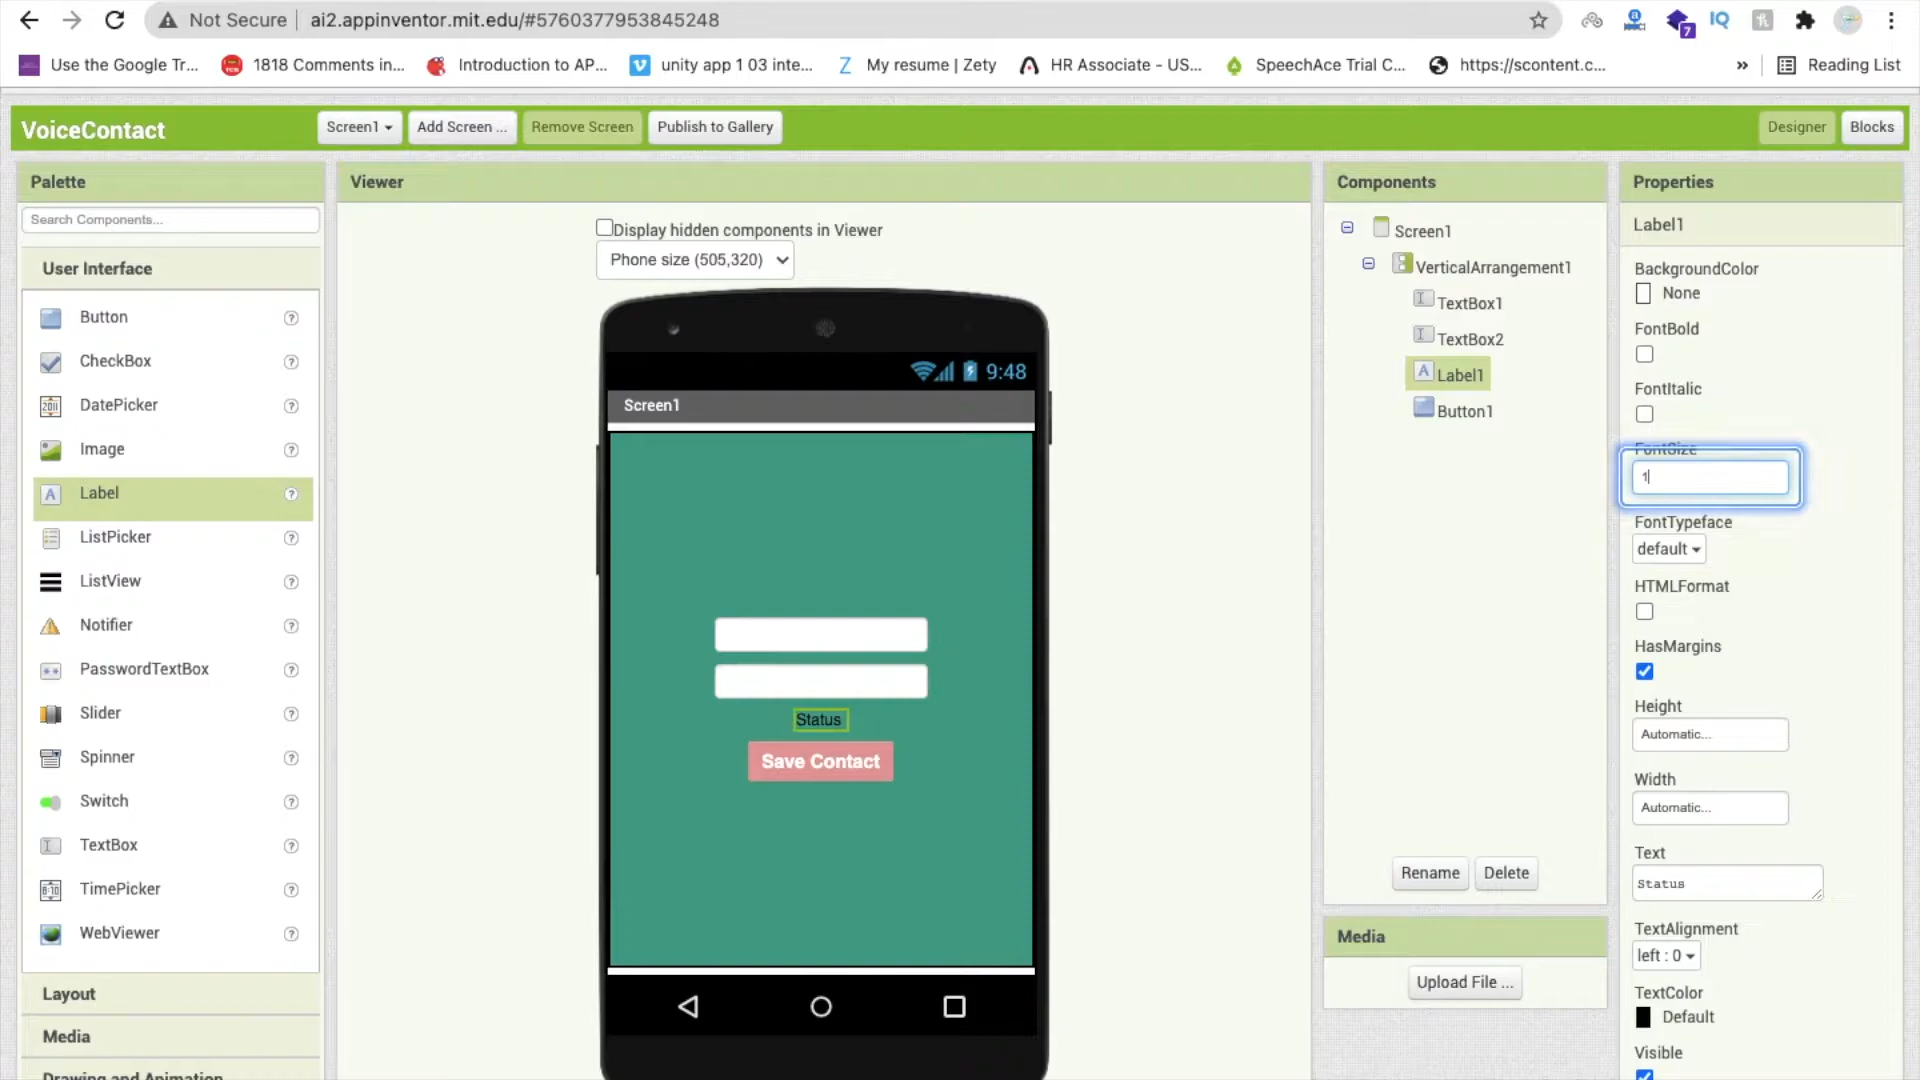 Not Secure | ai2.appinventor.mit.edu/#5760377953845248
7
IQ
Use the Google Tr...
1818 Comments in...
Introduction to AP...
unity app 1 03 inte...
My resume | Zety
HR Associate - US...
SpeechAce Trial C...
https://scontent.c...
»
Reading List
VoiceContact
Screen1
Add Screen ...
Remove Screen
Publish to Gallery
Designer
Blocks
Palette
Search Components...
User Interface
Button
CheckBox
DatePicker
Image
Label
ListPicker
ListView
Notifier
PasswordTextBox
Slider
Spinner
Switch
TextBox
TimePicker
WebViewer
Layout
Media
Drawing and Animation
Viewer
Display hidden components in Viewer
Phone size (505,320)
9:48
Screen1
Status
Save Contact
Components
Screen1
VerticalArrangement1
TextBox1
TextBox2
Label1
Button1
Rename
Delete
Media
Upload File ...
Properties
Label1
BackgroundColor
None
FontBold
FontItalic
FontSize
1
FontTypeface
default
HTMLFormat
HasMargins
Height
Automatic...
Width
Automatic...
Text
Status
TextAlignment
left : 0
TextColor
Default
Visible